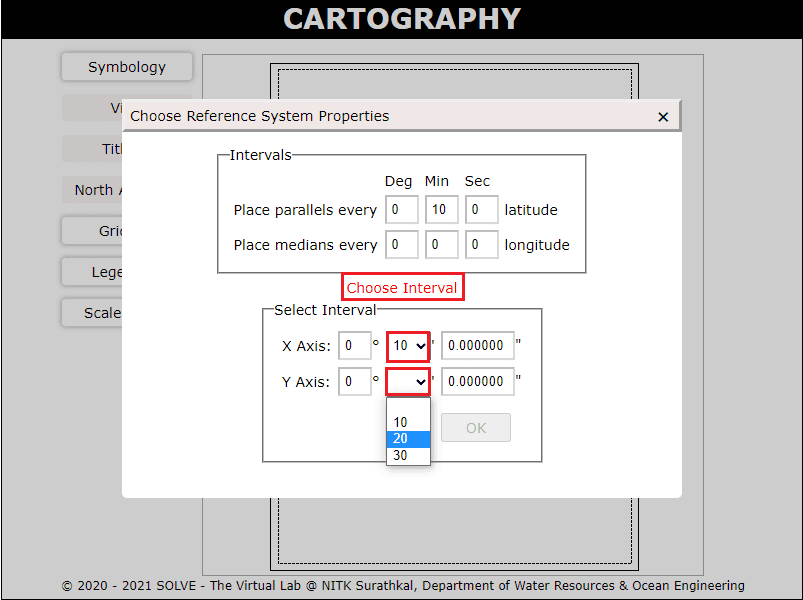 CARTOGRAPHY
Symbology
Vi
Choose Reference System Properties ×
Titl
North A
Grid
Lege
Scale
Intervals
Deg Min Sec
Place parallels every 0 10 0 latitude
Place medians every 0 0 0 longitude
Choose Interval
Select Interval
X Axis: 0 ° 10 ' 0.000000 "
Y Axis: 0 ° ' 0.000000 "
10
20
30
OK
© 2020 - 2021 SOLVE - The Virtual Lab @ NITK Surathkal, Department of Water Resources & Ocean Engineering